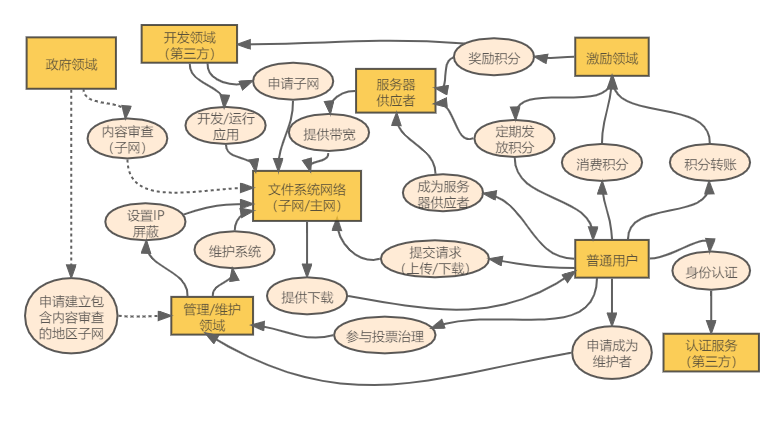 政府领域
开发领域
（第三方）
申请子网
服务器
供应者
奖励积分
激励领域
内容审查
（子网）
开发/运行
应用
提供带宽
定期发
放积分
消费积分
积分转账
文件系统网络
（子网/主网）
成为服务
器供应者
设置IP
屏蔽
维护系统
提交请求
（上传/下载）
普通用户
身份认证
申请建立包
含内容审查
的地区子网
管理/维护
领域
提供下载
参与投票治理
申请成为
维护者
认证服务
（第三方）